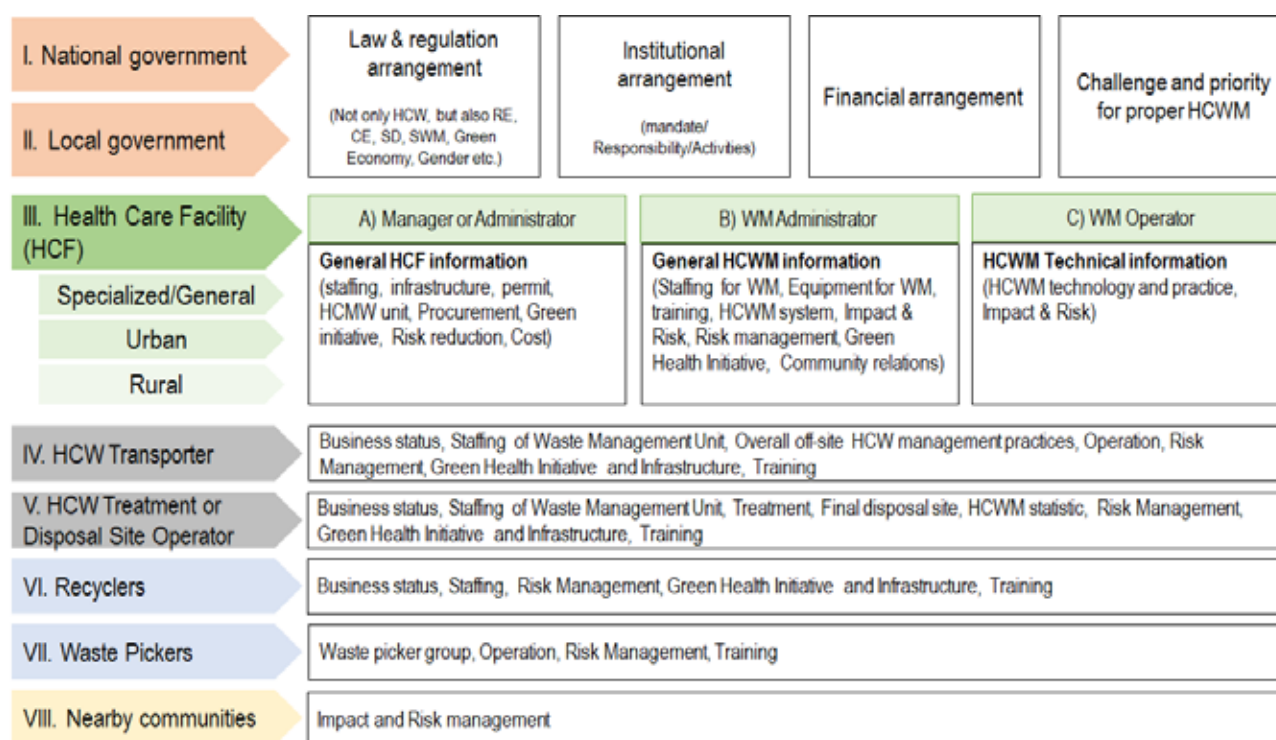 I. National government
II. Local government
Law & regulation
arrangement
(Not only HCW, but also RE,
CE, SD, SWM, Green
Economy, Gender etc.)
Institutional
arrangement
(mandate/
Responsibility/Activities)
Financial arrangement
Challenge and priority
for proper HCWM
III. Health Care Facility
(HCF)
Specialized/General
Urban
Rural
A) Manager or Administrator
General HCF information
(staffing, infrastructure, permit,
HCMW unit, Procurement, Green
initiative, Risk reduction, Cost)
B) WM Administrator
General HCWM information
(Staffing for WM, Equipment for WM,
training, HCWM system, Impact &
Risk, Risk management, Green
Health Initiative, Community relations)
C) WM Operator
HCWM Technical information
(HCWM technology and practice,
Impact & Risk)
IV. HCW Transporter
Business status, Staffing of Waste Management Unit, Overall off-site HCW management practices, Operation, Risk
Management, Green Health Initiative and Infrastructure, Training
V. HCW Treatment or
Disposal Site Operator
Business status, Staffing of Waste Management Unit, Treatment, Final disposal site, HCWM statistic, Risk Management,
Green Health Initiative and Infrastructure, Training
VI. Recyclers
Business status, Staffing, Risk Management, Green Health Initiative and Infrastructure, Training
VII. Waste Pickers
Waste picker group, Operation, Risk Management, Training
VIII. Nearby communities
Impact and Risk management